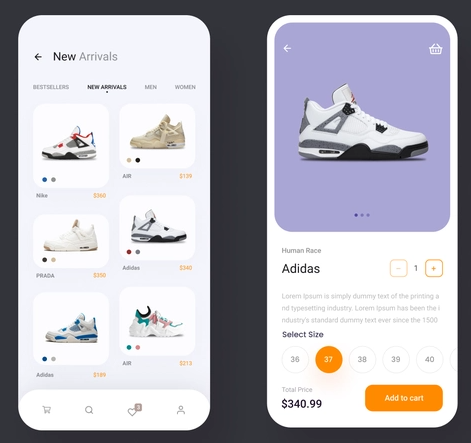 New Arrivals
BESTSELLERS NEW ARRIVALS MEN WOMEN
Nike $360
AIR $139
PRADA $350
Adidas $340
Adidas $189
AIR $213
3
Human Race
Adidas
- 1 +
Lorem Ipsum is simply dummy text of the printing a
nd typesetting industry. Lorem Ipsum has been the i
ndustry's standard dummy text ever since the 1500
Select Size
36 37 38 39 40
Total Price
$340.99
Add to cart